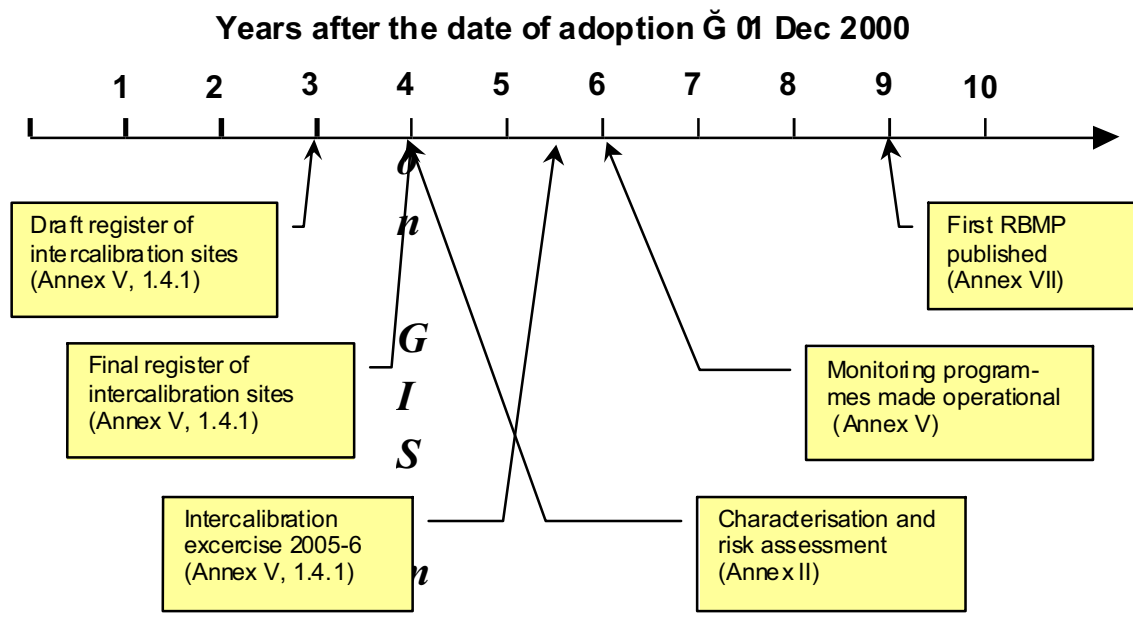 Years after the date of adoption Ğ 01 Dec 2000
1 2 3 4 5 6 7 8 9 10
o
n
G
I
S
m
Draft register of
intercalibration sites
(Annex V, 1.4.1)
First RBMP
published
(Annex VII)
Final register of
intercalibration sites
(Annex V, 1.4.1)
Monitoring program-
mes made operational
(Annex V)
Intercalibration
excercise 2005-6
(Annex V, 1.4.1)
Characterisation and
risk assessment
(Annex II)